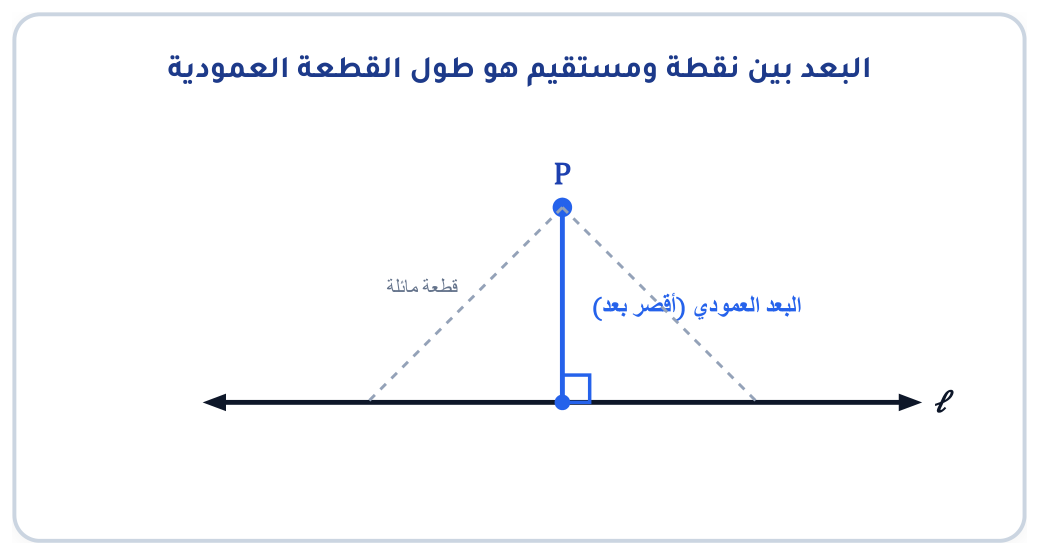 البعد بين نقطة ومستقيم هو طول القطعة العمودية
P
قطعة مائلة
البعد العمودي (أقصر بعد)
ℓ